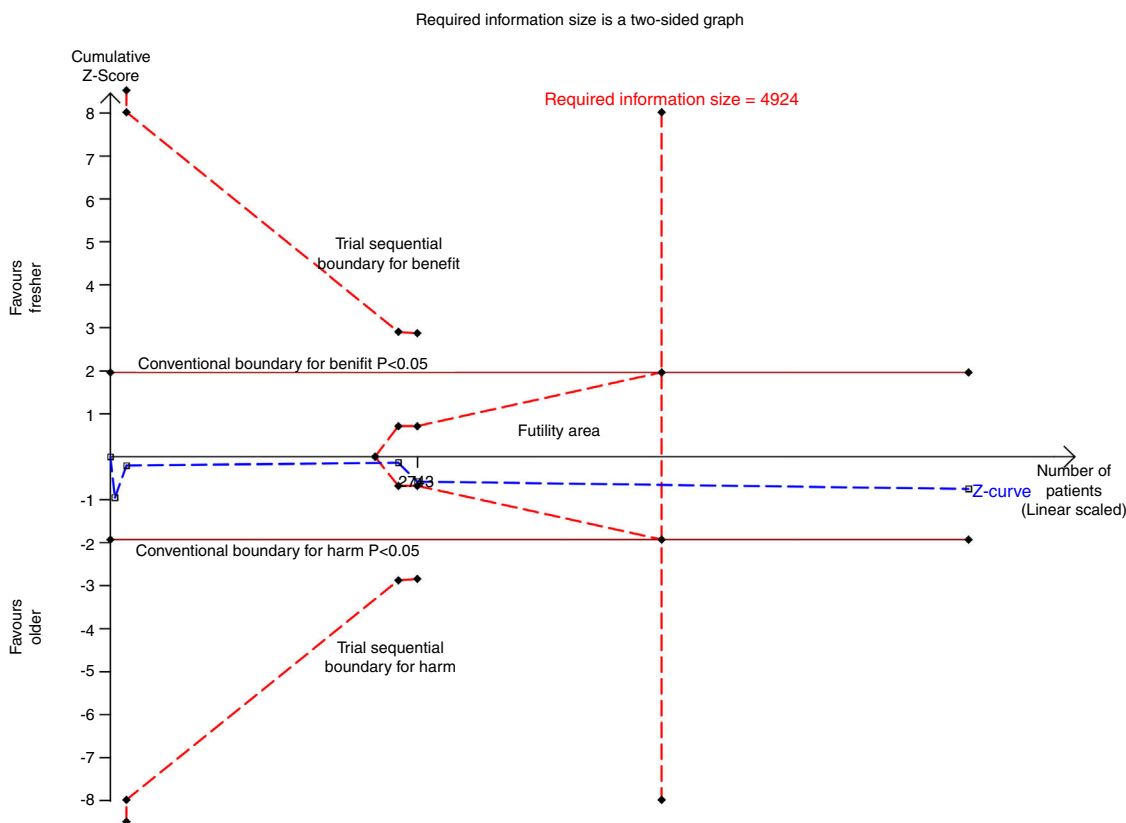 Required information size is a two-sided graph
Cumulative
Z-Score
Required information size = 4924
8
7
6
5
4
3
2
1
-1
-2
-3
-4
-5
-6
-7
-8
Favours
fresher
Favours
older
Trial sequential
boundary for benefit
Conventional boundary for benifit P<0.05
Futility area
2743
Number of
patients
(Linear scaled)
Z-curve
Conventional boundary for harm P<0.05
Trial sequential
boundary for harm